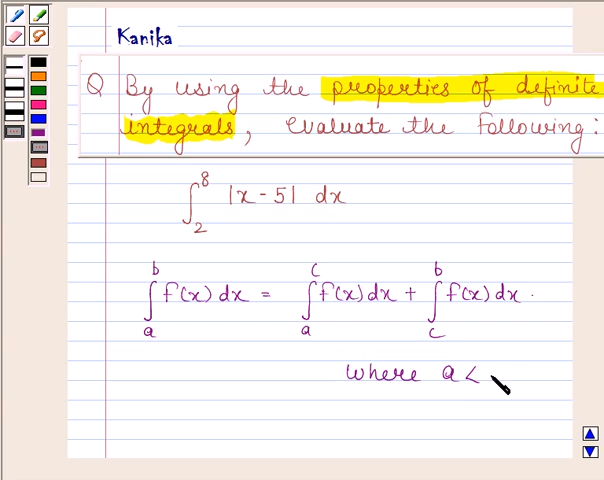 Kanika
Q By using the properties of definite
integrals, evaluate the following:
∫₂⁸ |x - 5| dx
∫ₐᵇ f(x) dx = ∫ₐᶜ f(x) dx + ∫꜀ᵇ f(x) dx.
where a <